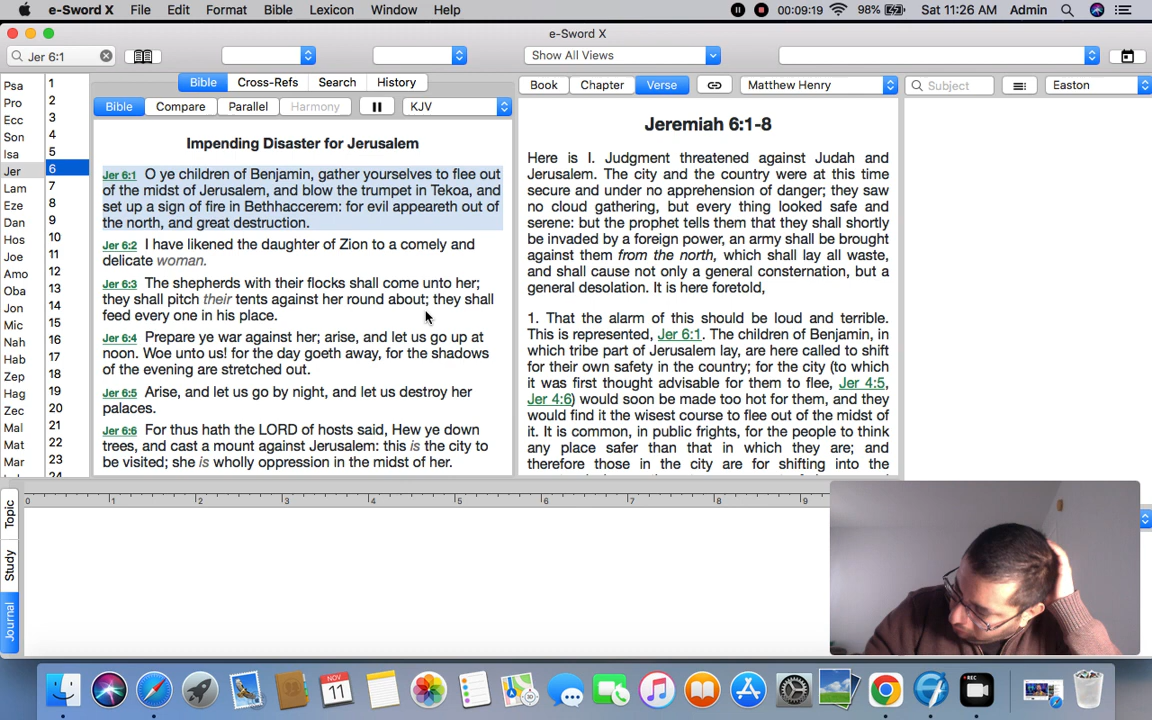 e-Sword X File Edit Format Bible Lexicon Window Help 00:09:19 98% Sat 11:26 AM Admin
e-Sword X
Jer 6:1 Show All Views
Bible Cross-Refs Search History Book Chapter Verse Matthew Henry Subject Easton
Bible Compare Parallel Harmony KJV
Psa
Pro
Ecc
Son
Isa
Jer
Lam
Eze
Dan
Hos
Joe
Amo
Oba
Jon
Mic
Nah
Hab
Zep
Hag
Zec
Mal
Mat
Mar
1
2
3
4
5
6
7
8
9
10
11
12
13
14
15
16
17
18
19
20
21
22
23
24
Impending Disaster for Jerusalem
Jer 6:1 O ye children of Benjamin, gather yourselves to flee out
of the midst of Jerusalem, and blow the trumpet in Tekoa, and
set up a sign of fire in Bethhaccerem: for evil appeareth out of
the north, and great destruction.
Jer 6:2 I have likened the daughter of Zion to a comely and
delicate woman.
Jer 6:3 The shepherds with their flocks shall come unto her;
they shall pitch their tents against her round about; they shall
feed every one in his place.
Jer 6:4 Prepare ye war against her; arise, and let us go up at
noon. Woe unto us! for the day goeth away, for the shadows
of the evening are stretched out.
Jer 6:5 Arise, and let us go by night, and let us destroy her
palaces.
Jer 6:6 For thus hath the LORD of hosts said, Hew ye down
trees, and cast a mount against Jerusalem: this is the city to
be visited; she is wholly oppression in the midst of her.
Jeremiah 6:1-8
Here is I. Judgment threatened against Judah and
Jerusalem. The city and the country were at this time
secure and under no apprehension of danger; they saw
no cloud gathering, but every thing looked safe and
serene: but the prophet tells them that they shall shortly
be invaded by a foreign power, an army shall be brought
against them from the north, which shall lay all waste,
and shall cause not only a general consternation, but a
general desolation. It is here foretold,
1. That the alarm of this should be loud and terrible.
This is represented, Jer 6:1. The children of Benjamin, in
which tribe part of Jerusalem lay, are here called to shift
for their own safety in the country; for the city (to which
it was first thought advisable for them to flee, Jer 4:5,
Jer 4:6) would soon be made too hot for them, and they
would find it the wisest course to flee out of the midst of
it. It is common, in public frights, for the people to think
any place safer than that in which they are; and
therefore those in the city are for shifting into the
0 1 2 3 4 5 6 7 8 9
Topic
Study
Journal
NOV
11
REC